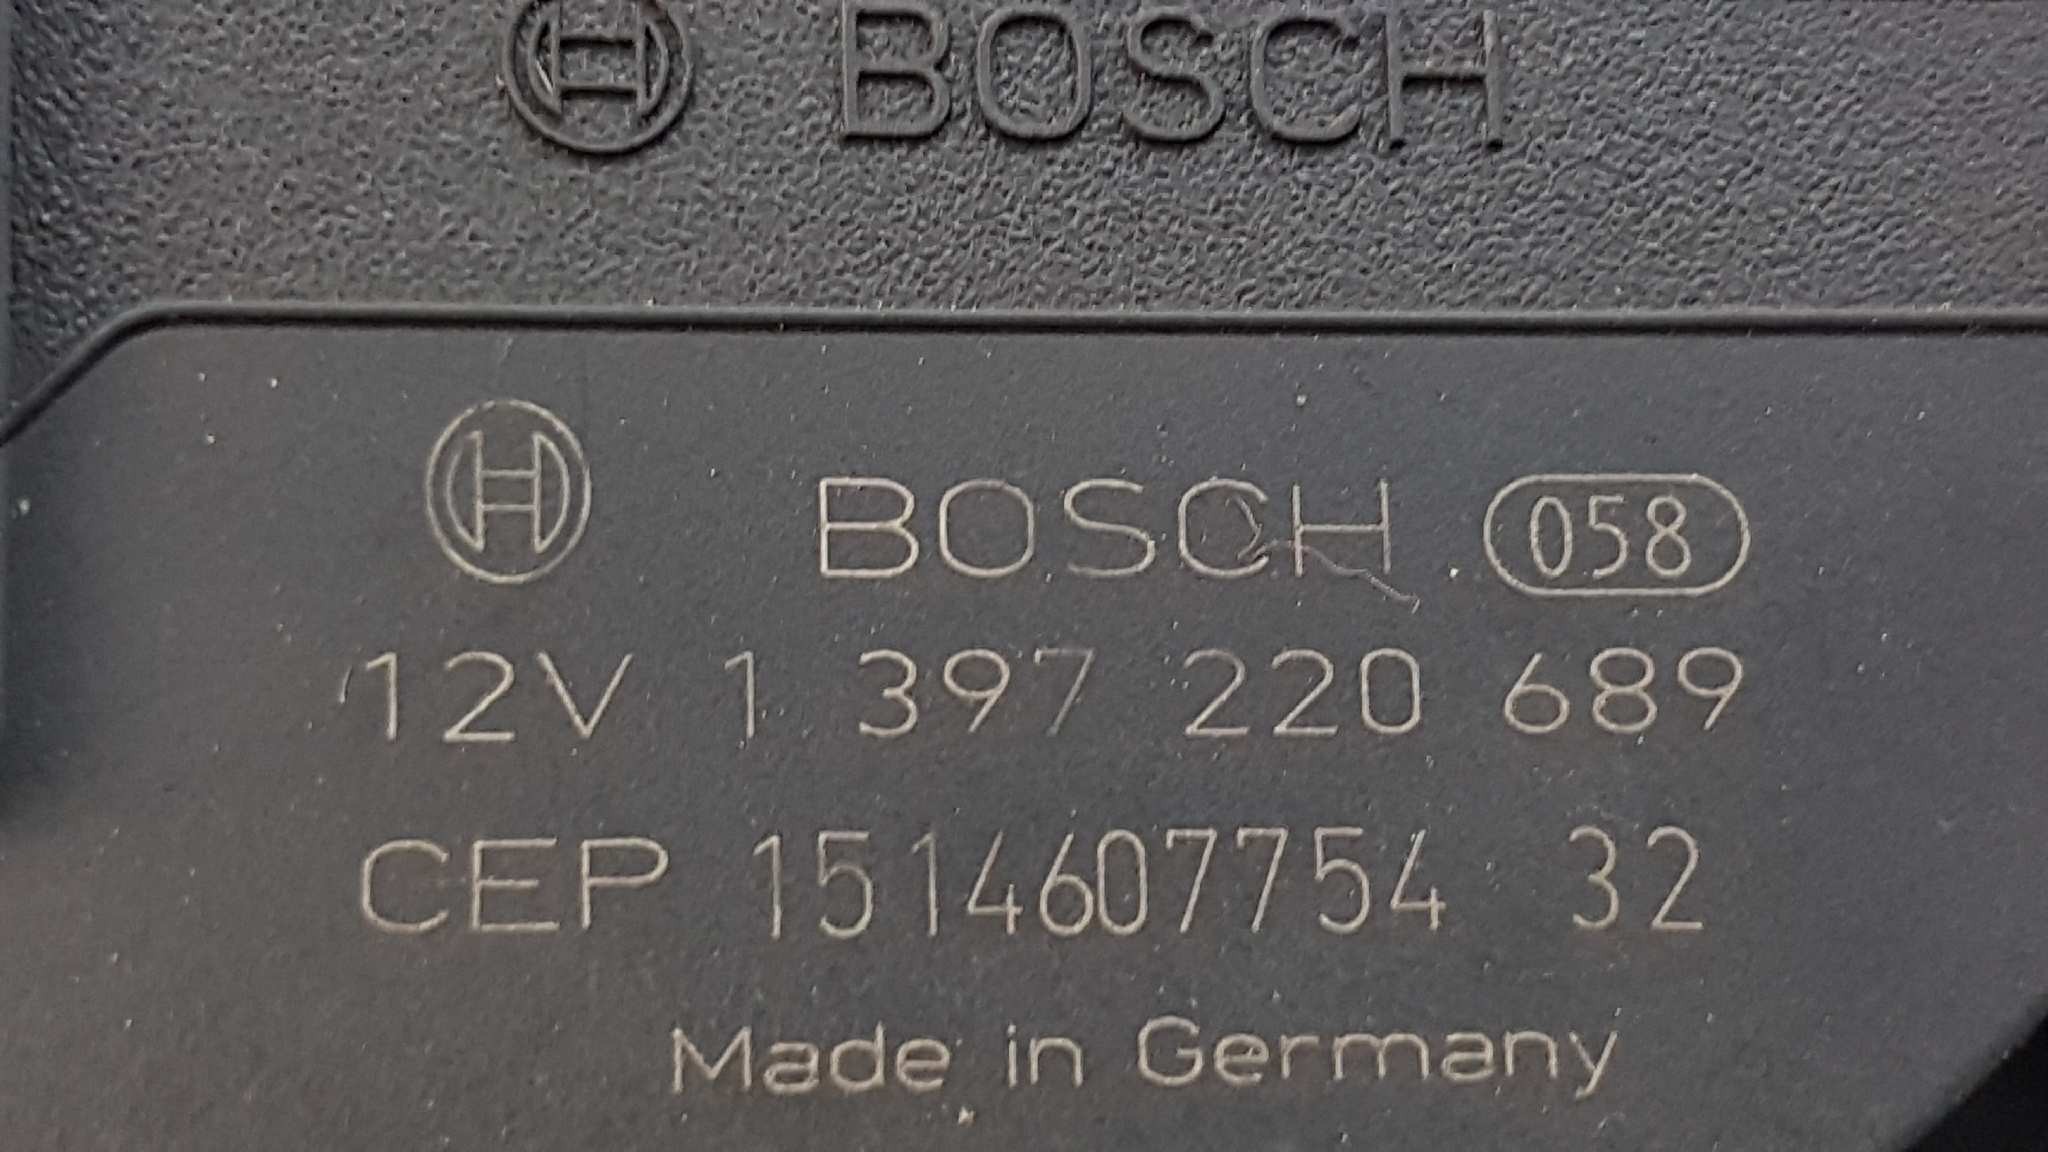 BOSCH
BOSCH 058
12V 1 397 220 689
CEP 1514607754 32
Made in Germany